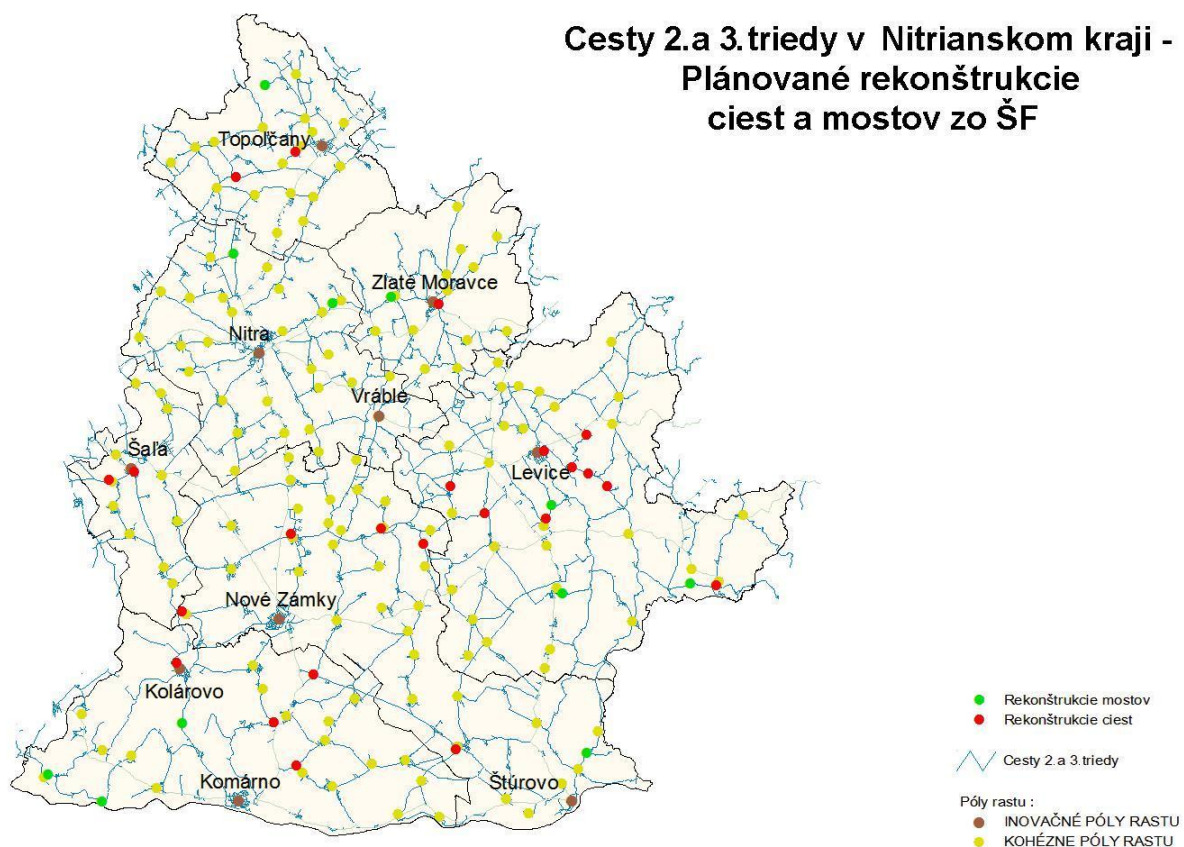 Cesty 2.a 3.triedy v Nitrianskom kraji -
Plánované rekonštrukcie
ciest a mostov zo ŠF
Topoľčany
Zlaté Moravce
Nitra
Vráble
Šaľa
Levice
Nové Zámky
Kolárovo
Komárno
Štúrovo
Rekonštrukcie mostov
Rekonštrukcie ciest
Cesty 2. a 3.triedy
Póly rastu :
INOVAČNÉ PÓLY RASTU
KOHÉZNE PÓLY RASTU